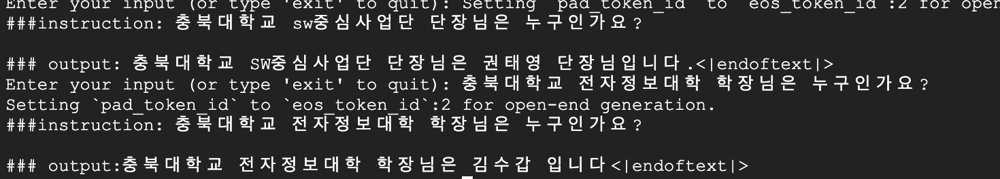 Enter your input (or type 'exit' to quit): Setting `pad_token_id` to `eos_token_id`:2 for open
###instruction: 충북대학교 sw중심사업단 단장님은 누구인가요?
### output: 충북대학교 SW중심사업단 단장님은 권태영 단장님입니다.<|endoftext|>
Enter your input (or type 'exit' to quit): 충북대학교 전자정보대학 학장님은 누구인가요?
Setting `pad_token_id` to `eos_token_id`:2 for open-end generation.
###instruction: 충북대학교 전자정보대학 학장님은 누구인가요?
### output:충북대학교 전자정보대학 학장님은 김수갑 입니다<|endoftext|>